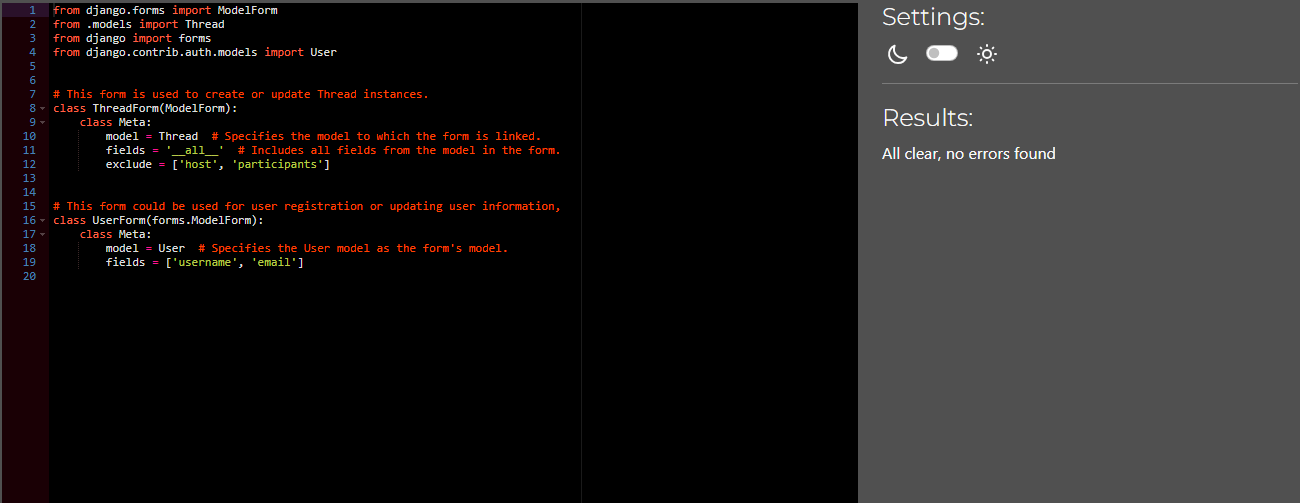 1 from django.forms import ModelForm
2 from .models import Thread
3 from django import forms
4 from django.contrib.auth.models import User
5
6
7 # This form is used to create or update Thread instances.
8 class ThreadForm(ModelForm):
9     class Meta:
10         model = Thread  # Specifies the model to which the form is linked.
11         fields = '__all__'  # Includes all fields from the model in the form.
12         exclude = ['host', 'participants']
13
14
15 # This form could be used for user registration or updating user information,
16 class UserForm(forms.ModelForm):
17     class Meta:
18         model = User  # Specifies the User model as the form's model.
19         fields = ['username', 'email']
20
Settings:
Results:
All clear, no errors found